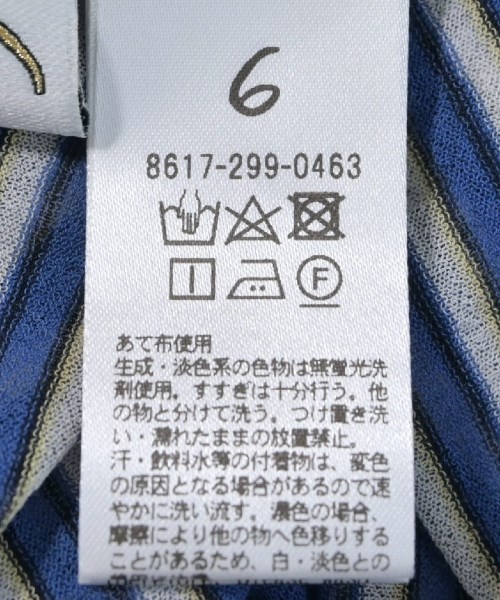 6
8617-299-0463
F
あて布使用
生成・淡色系の色物は無蛍光洗
剤使用。すすぎは十分行う。他
の物と分けて洗う。つけ置き洗
い・濡れたままの放置禁止。
汗・飲料水等の付着物は、変色
の原因となる場合があるので速
やかに洗い流す。濃色の場合、
摩擦により他の物へ色移りする
ことがあるため、白・淡色との